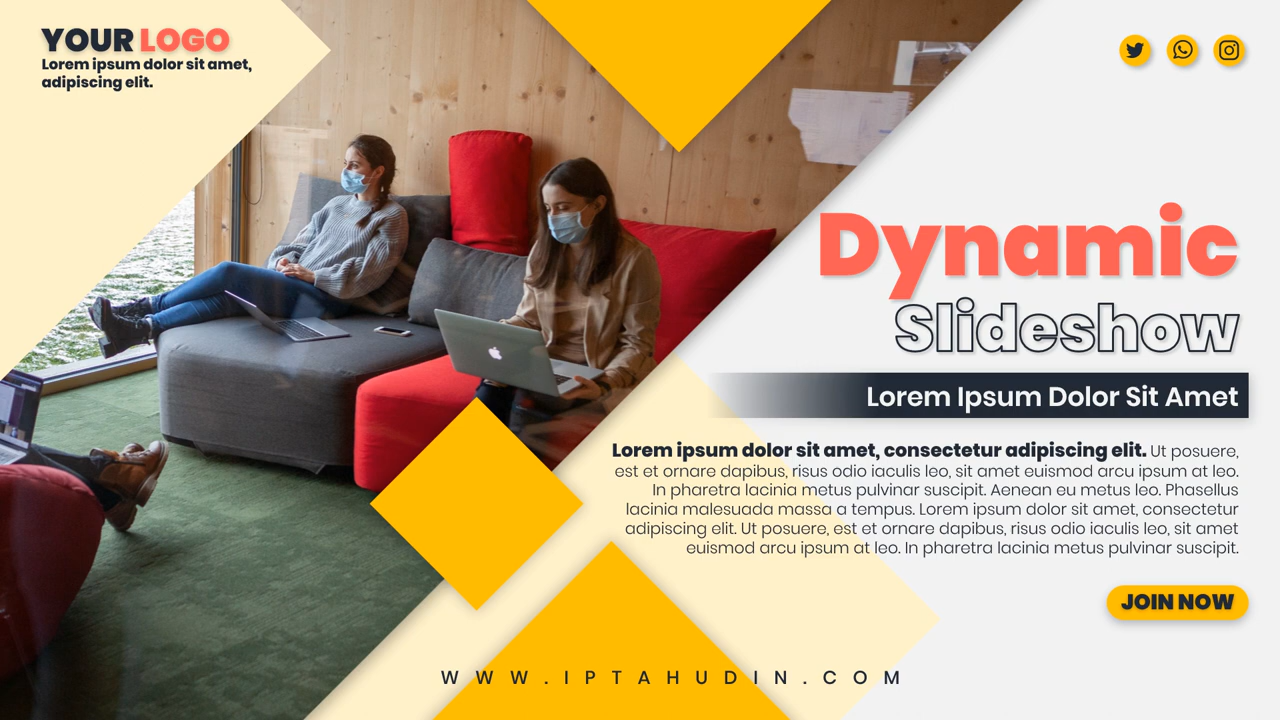 YOUR LOGO
Lorem ipsum dolor sit amet,
adipiscing elit.
Dynamic
Slideshow
Lorem Ipsum Dolor Sit Amet
Lorem ipsum dolor sit amet, consectetur adipiscing elit. Ut posuere,
est et ornare dapibus, risus odio iaculis leo, sit amet euismod arcu ipsum at leo.
In pharetra lacinia metus pulvinar suscipit. Aenean eu metus leo. Phasellus
lacinia malesuada massa a tempus. Lorem ipsum dolor sit amet, consectetur
adipiscing elit. Ut posuere, est et ornare dapibus, risus odio iaculis leo, sit amet
euismod arcu ipsum at leo. In pharetra lacinia metus pulvinar suscipit.
JOIN NOW
WWW.IPTAHUDIN.COM